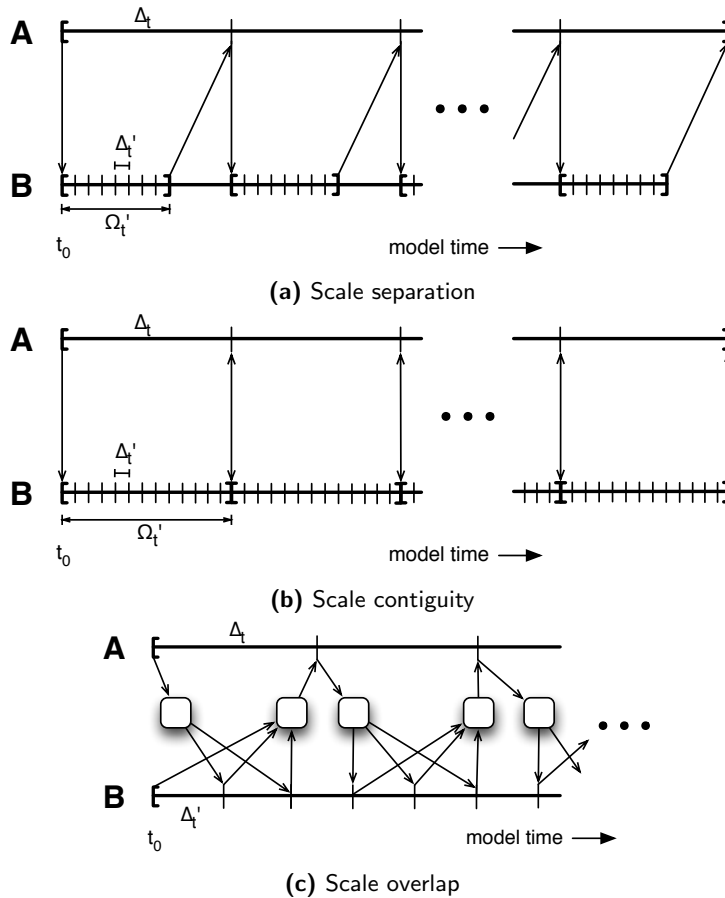 A
Δt
Δt'
B
Ωt'
t0
model time
(a) Scale separation
A
Δt
Δt'
B
Ωt'
t0
model time
(b) Scale contiguity
A
Δt
B
Δt'
t0
model time
(c) Scale overlap